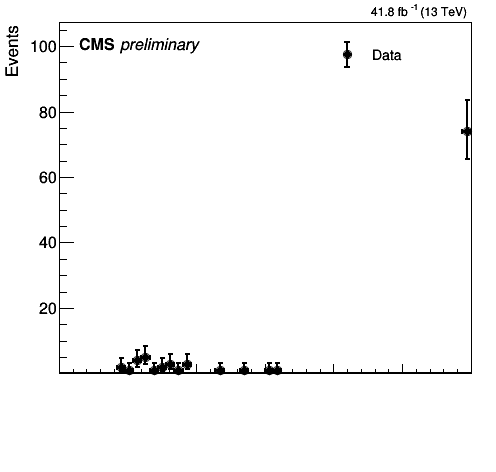 41.8 fb⁻¹ (13 TeV)
CMS preliminary
Data
Events
100
80
60
40
20